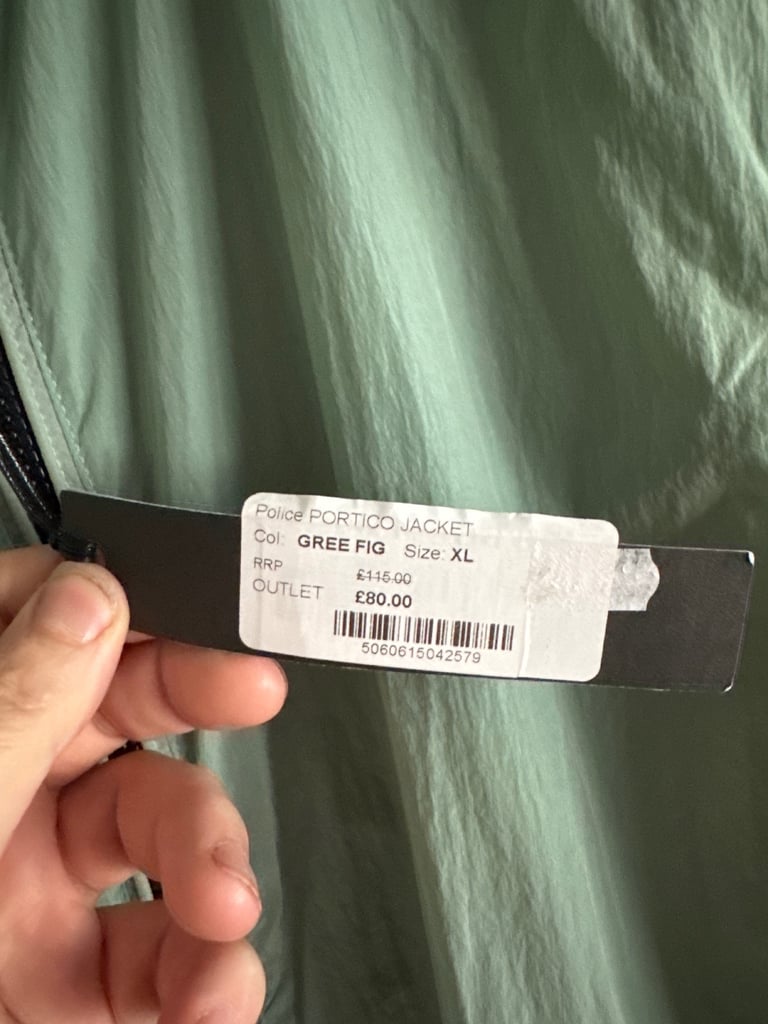 Police PORTICO JACKET
Col: GREE FIG Size: XL
RRP £115.00
OUTLET £80.00
5060615042579